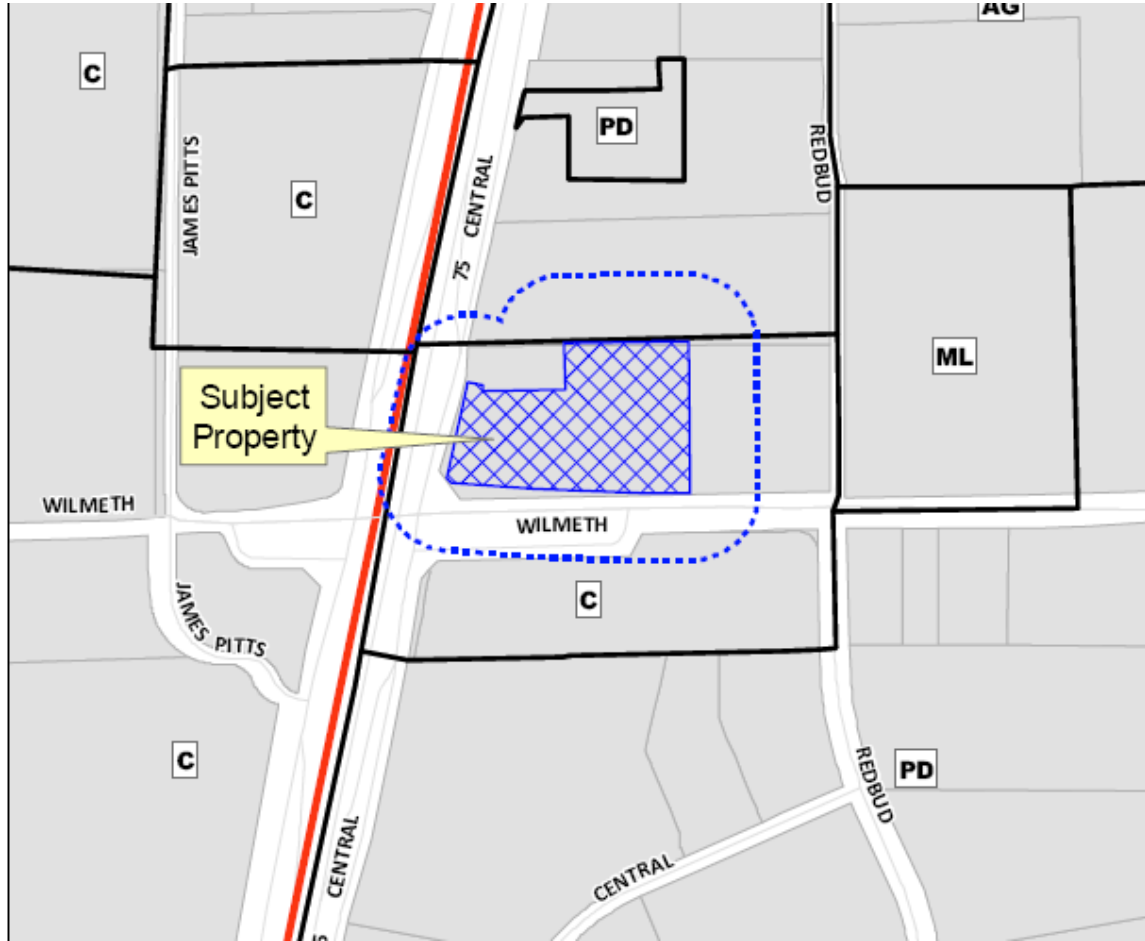 AG
C
JAMES PITTS
C
75 CENTRAL
PD
REDBUD
ML
Subject
Property
WILMETH
WILMETH
C
JAMES PITTS
C
CENTRAL
REDBUD
PD
CENTRAL